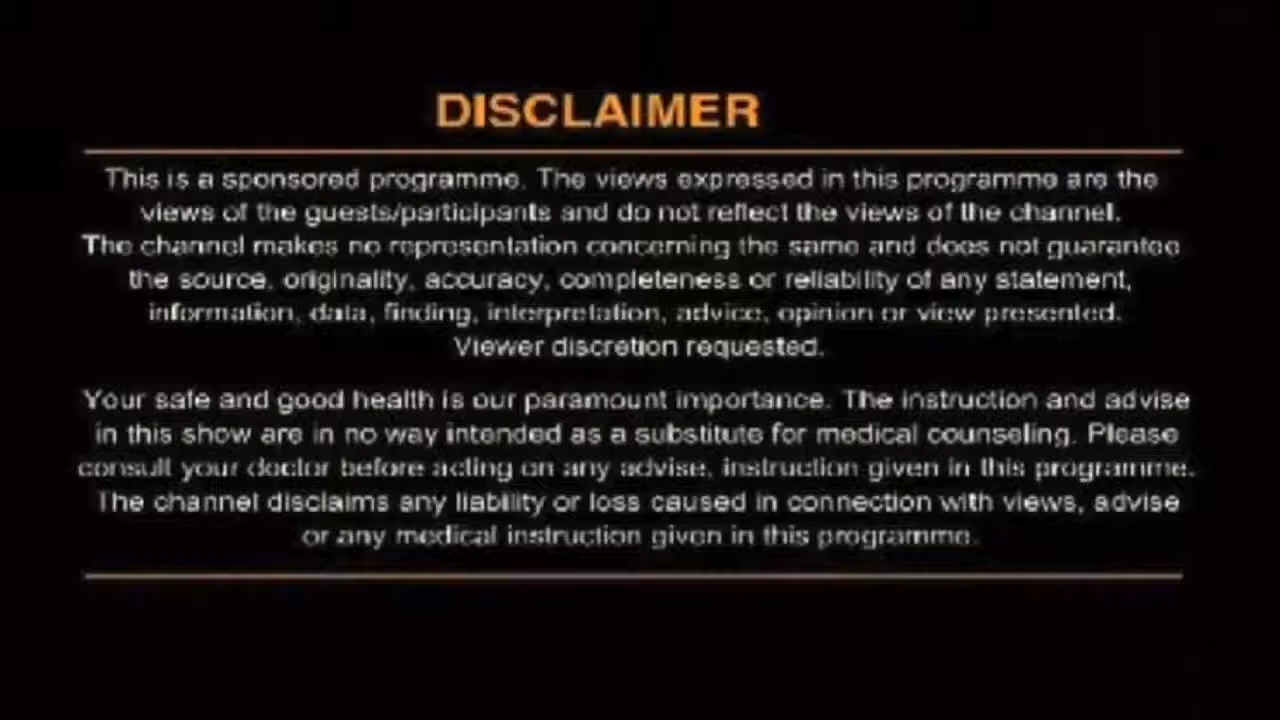 DISCLAIMER
This is a sponsored programme. The views expressed in this programme are the
views of the guests/participants and do not reflect the views of the channel.
The channel makes no representation concerning the same and does not guarantee
the source, originality, accuracy, completeness or reliability of any statement,
information, data, finding, interpretation, advice, opinion or view presented.
Viewer discretion requested.
Your safe and good health is our paramount importance. The instruction and advise
in this show are in no way intended as a substitute for medical counseling. Please
consult your doctor before acting on any advise, instruction given in this programme.
The channel disclaims any liability or loss caused in connection with views, advise
or any medical instruction given in this programme.